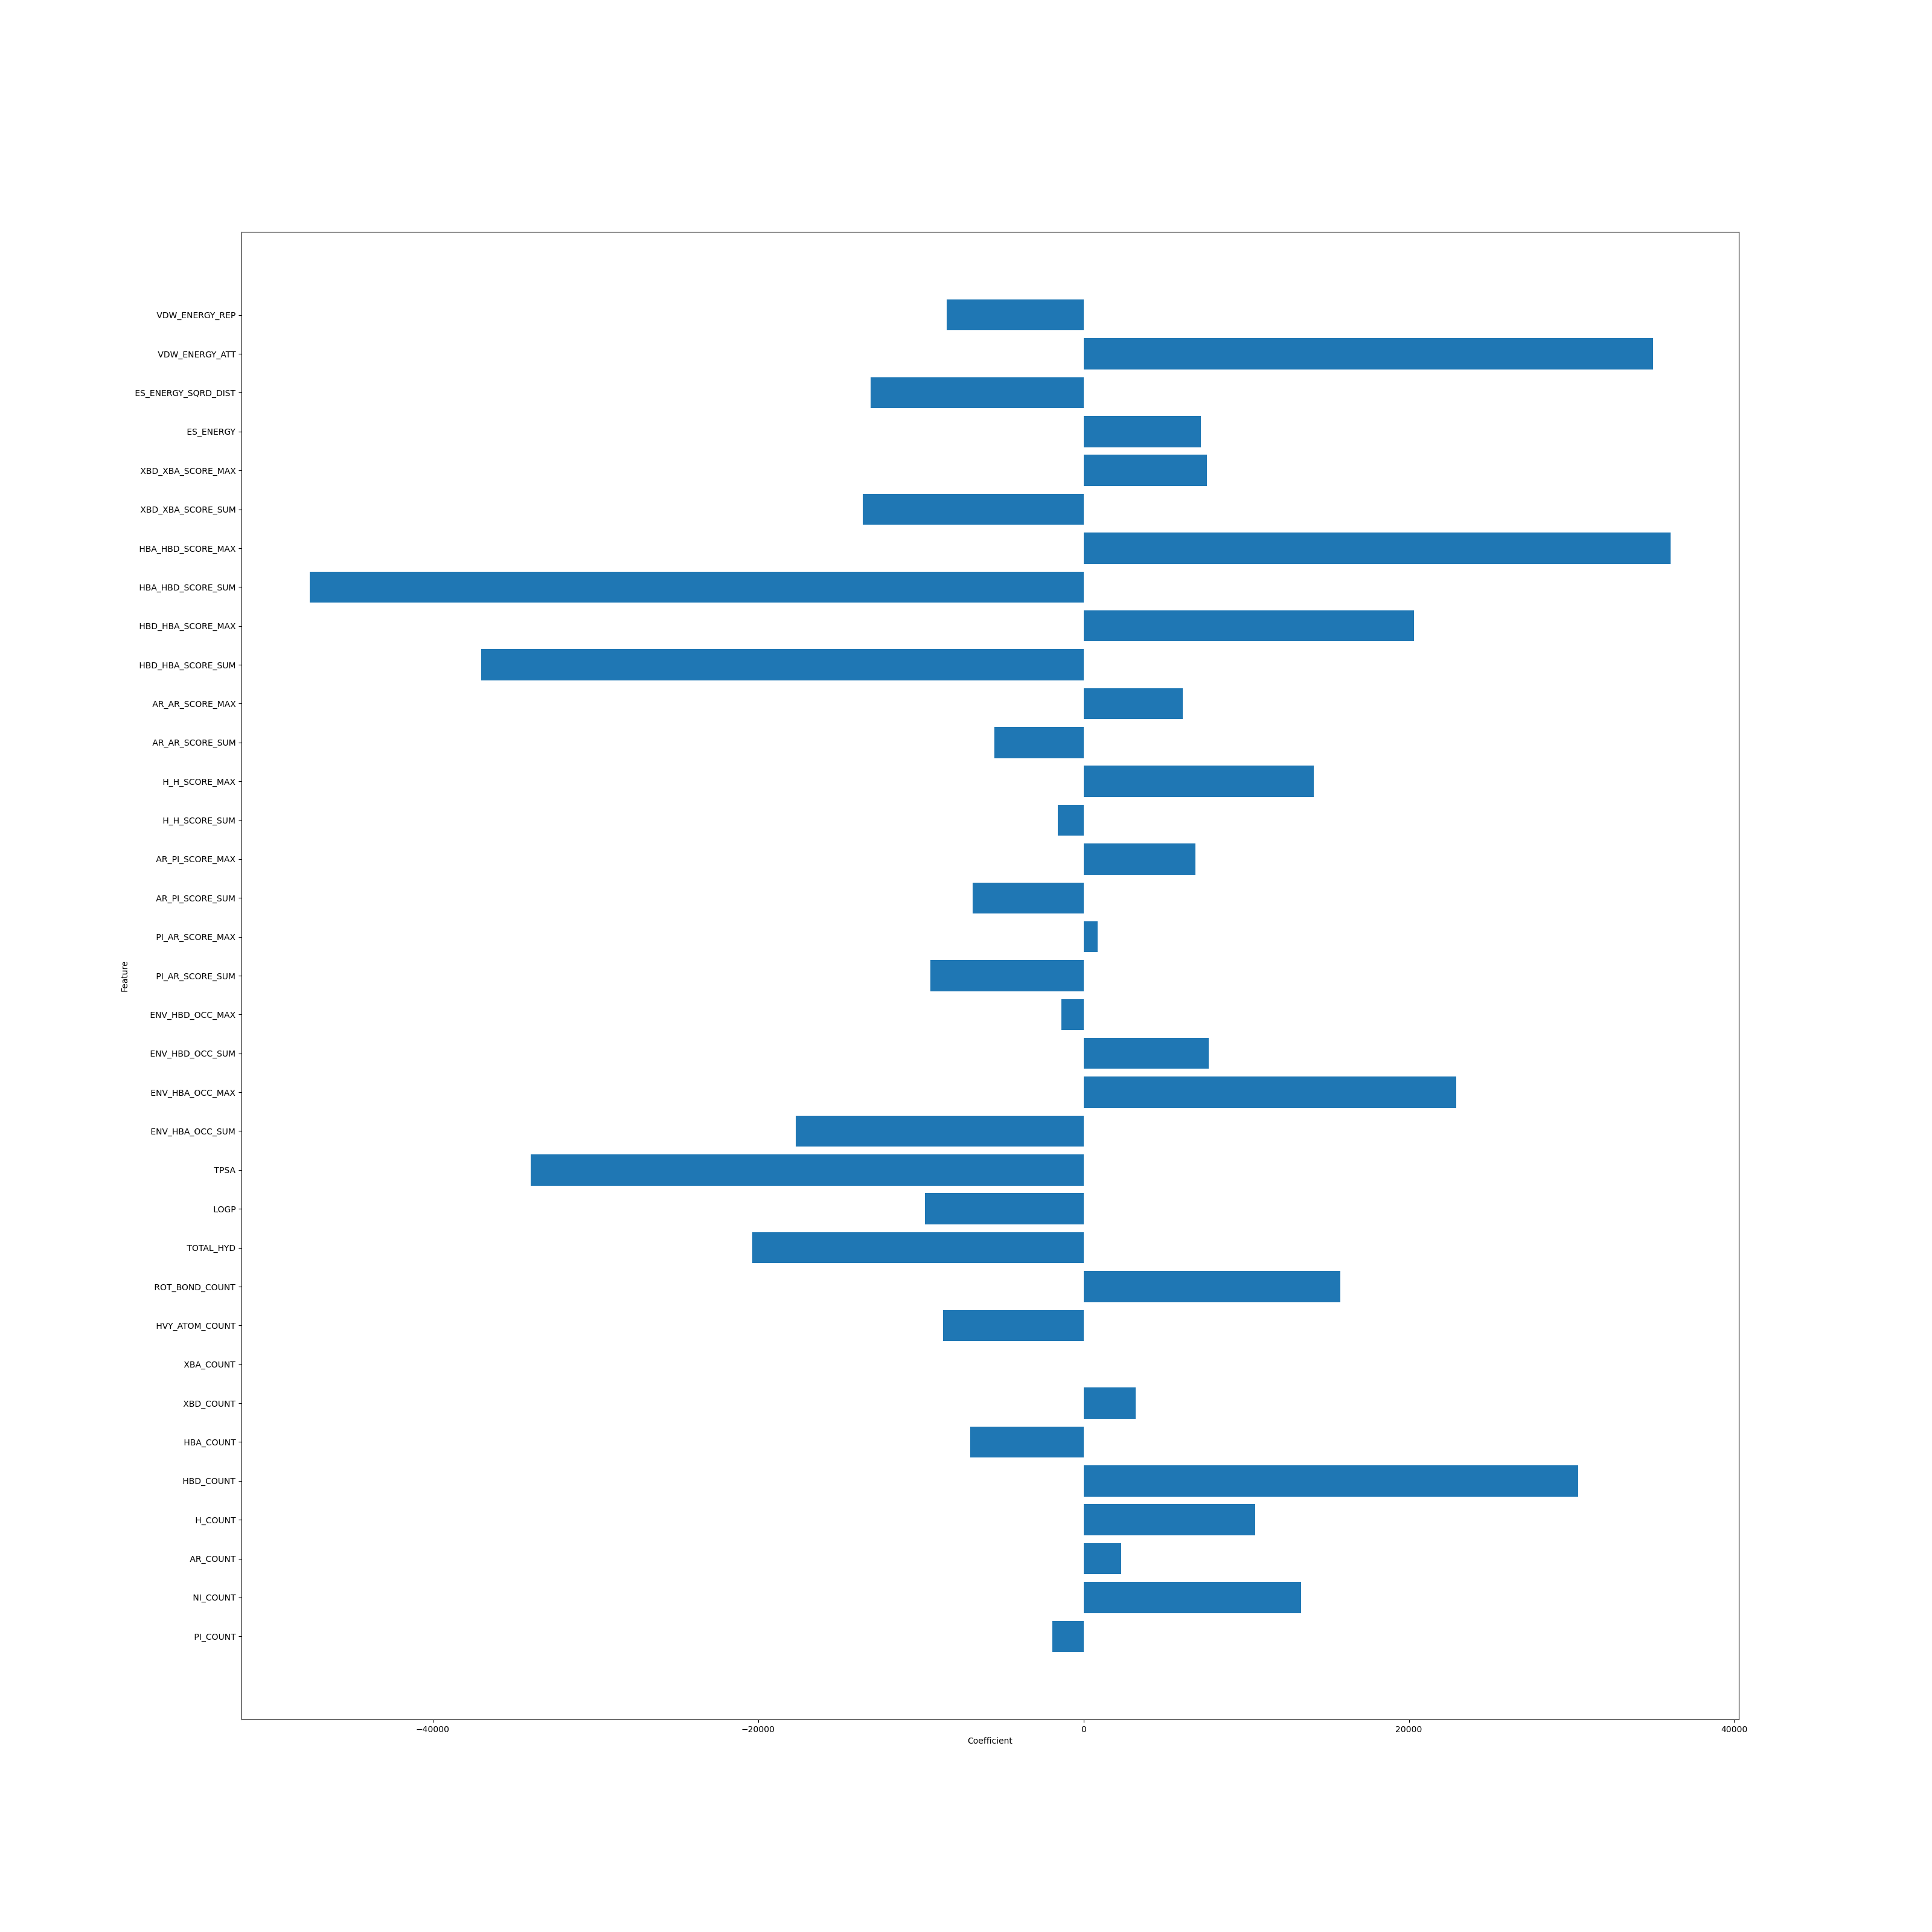 VDW_ENERGY_REP
VDW_ENERGY_ATT
ES_ENERGY_SQRD_DIST
ES_ENERGY
XBD_XBA_SCORE_MAX
XBD_XBA_SCORE_SUM
HBA_HBD_SCORE_MAX
HBA_HBD_SCORE_SUM
HBD_HBA_SCORE_MAX
HBD_HBA_SCORE_SUM
AR_AR_SCORE_MAX
AR_AR_SCORE_SUM
H_H_SCORE_MAX
H_H_SCORE_SUM
AR_PI_SCORE_MAX
AR_PI_SCORE_SUM
PI_AR_SCORE_MAX
PI_AR_SCORE_SUM
ENV_HBD_OCC_MAX
ENV_HBD_OCC_SUM
ENV_HBA_OCC_MAX
ENV_HBA_OCC_SUM
TPSA
LOGP
TOTAL_HYD
ROT_BOND_COUNT
HVY_ATOM_COUNT
XBA_COUNT
XBD_COUNT
HBA_COUNT
HBD_COUNT
H_COUNT
AR_COUNT
NI_COUNT
PI_COUNT
Feature
−40000 −20000 0 20000 40000
Coefficient